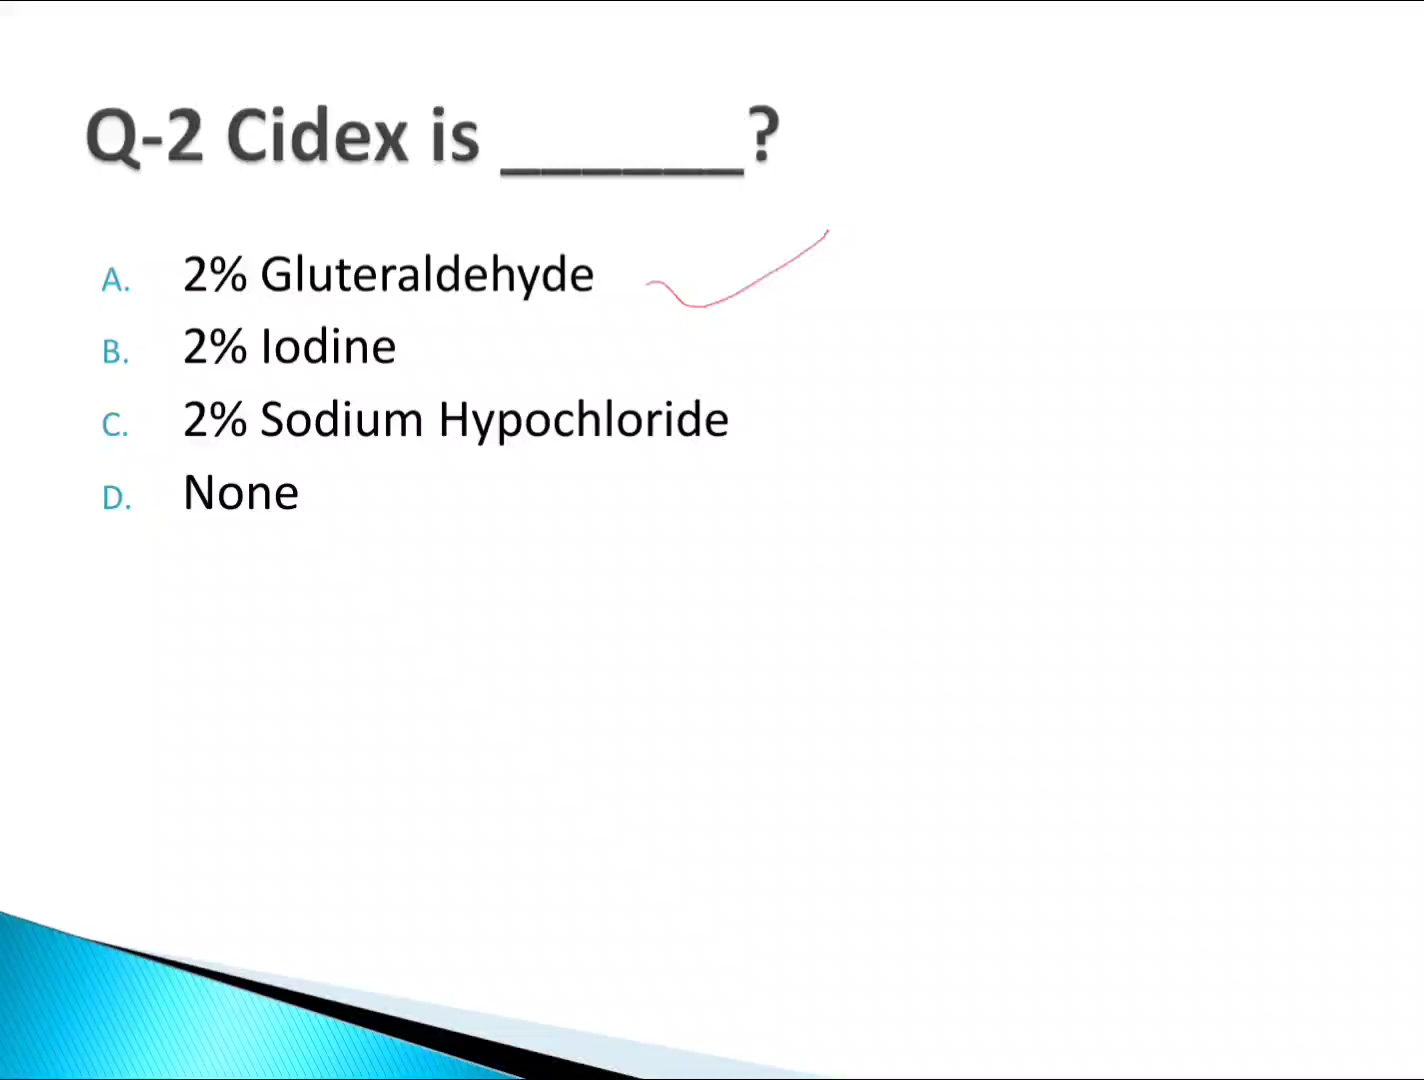 Q-2 Cidex is ______?
A. 2% Gluteraldehyde
B. 2% Iodine
C. 2% Sodium Hypochloride
D. None